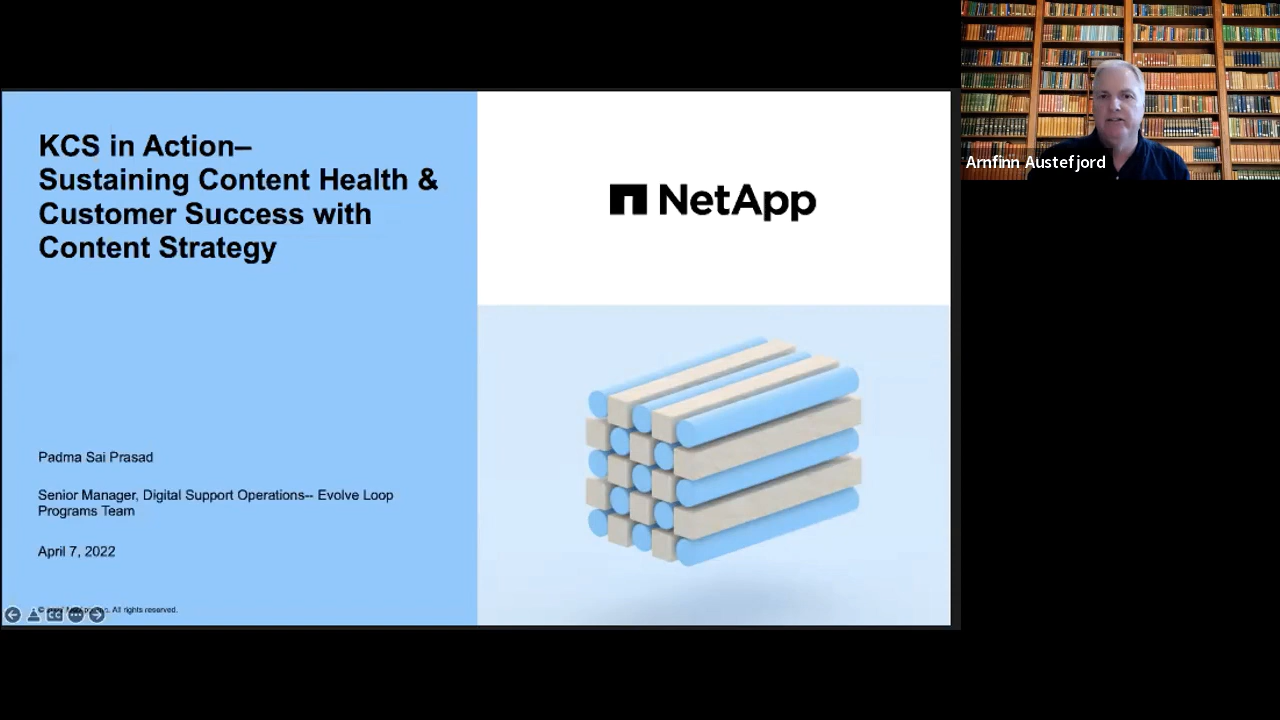 KCS in Action–
Sustaining Content Health &
Customer Success with
Content Strategy
NetApp
Padma Sai Prasad
Senior Manager, Digital Support Operations-- Evolve Loop
Programs Team
April 7, 2022
All rights reserved.
Arnfinn Austefjord